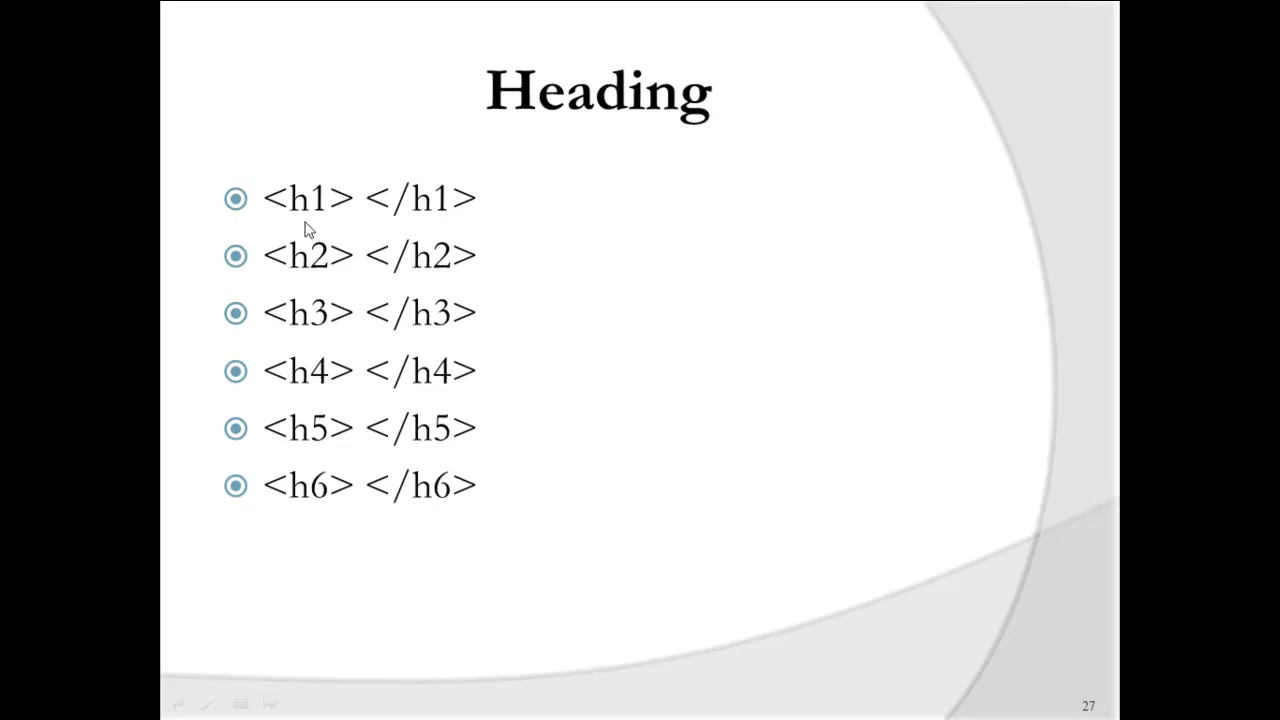 Heading
<h1> </h1>
<h2> </h2>
<h3> </h3>
<h4> </h4>
<h5> </h5>
<h6> </h6>
27